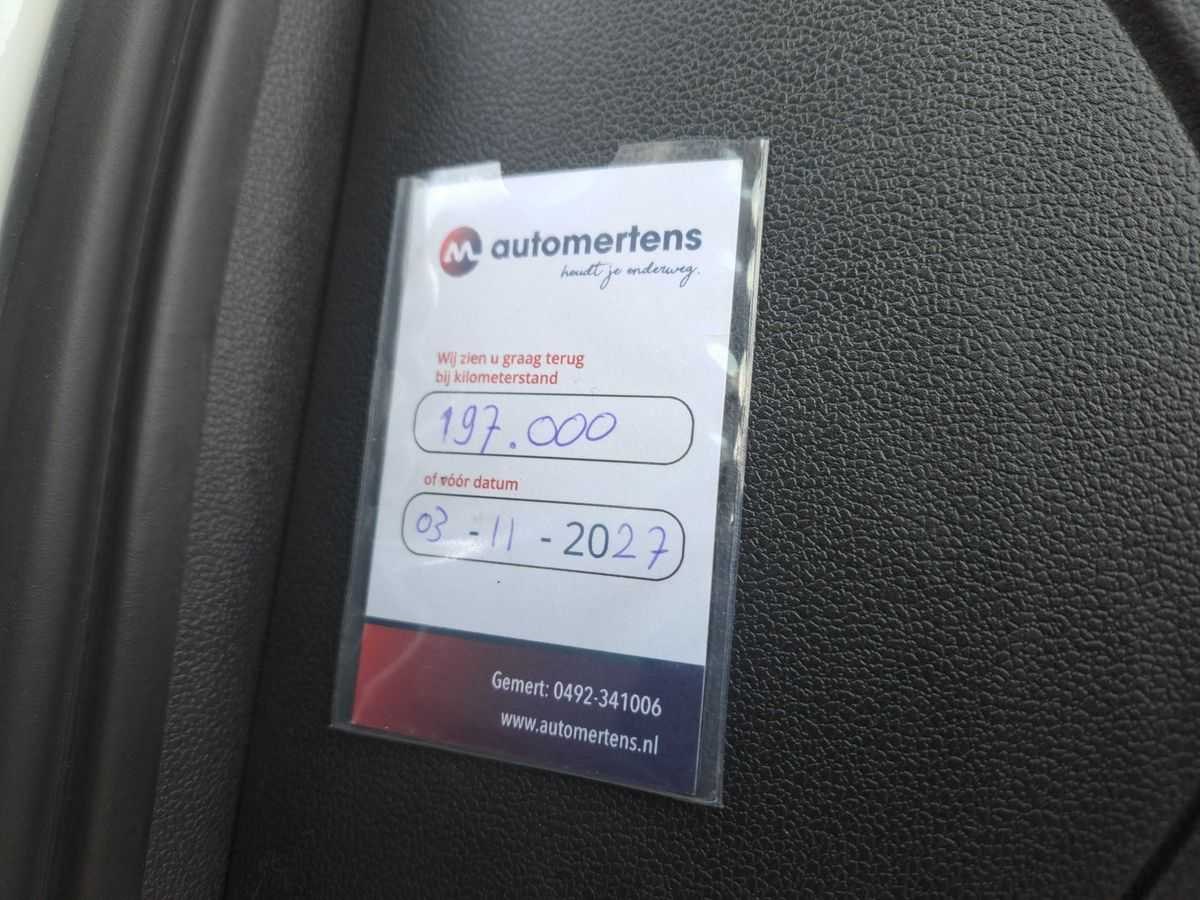 automertens
houdt je onderweg.
Wij zien u graag terug
bij kilometerstand
197.000
of vóór datum
03 - 11 - 2027
Gemert: 0492-341006
www.automertens.nl